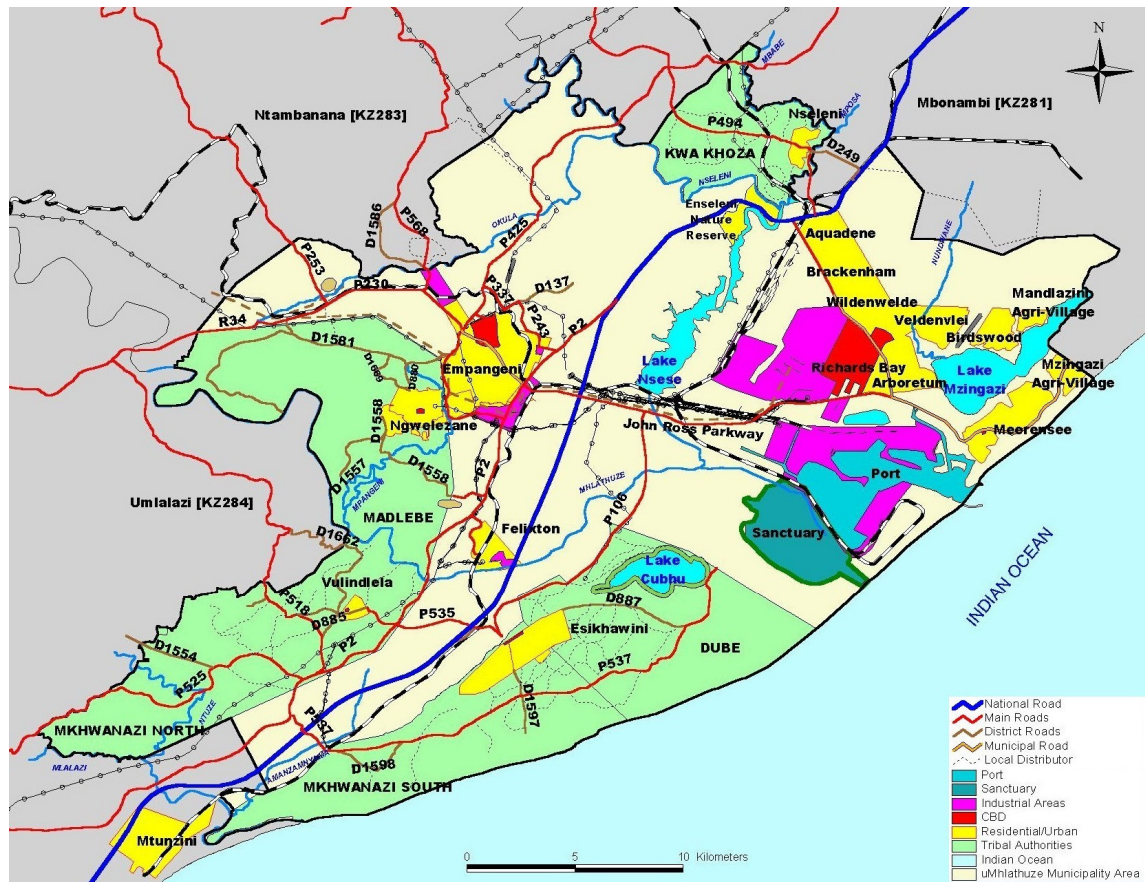 N
MBABE
Ntambanana [KZ283]
Mbonambi [KZ281]
Nseleni
MPOSA
P494
D249
KWA KHOZA
NSELENI
Enseleni
Nature
Reserve
Aquadene
NUNDWANE
D1586
P568
OKULA
P425
P253
P230
P337
D137
P243
P2
Brackenham
Wildenwelde
Mandlazini
Agri-Village
Veldenvlei
Birdswood
R34
D1581
Empangeni
Lake
Nsese
Richards Bay
Arboretum
Lake
Mzingazi
Mzingazi
Agri-Village
D880
D1558
Ngwelezane
John Ross Parkway
Meerensee
D1557
D1558
P2
MPANGENI
MHLATHUZE
Port
Umlalazi [KZ284]
MADLEBE
P106
Felixton
Sanctuary
D1662
Vulindlela
Lake
Cubhu
INDIAN OCEAN
P518
D885
P535
D887
Esikhawini
P2
DUBE
D1554
P537
P525
D1597
NTUZE
MKHWANAZI NORTH
P537
MLALAZI
D1598
MKHWANAZI SOUTH
Mtunzini
0 5 10 Kilometers
National Road
Main Roads
District Roads
Municipal Road
Local Distributor
Port
Sanctuary
Industrial Areas
CBD
Residential/Urban
Tribal Authorities
Indian Ocean
uMhlathuze Municipality Area